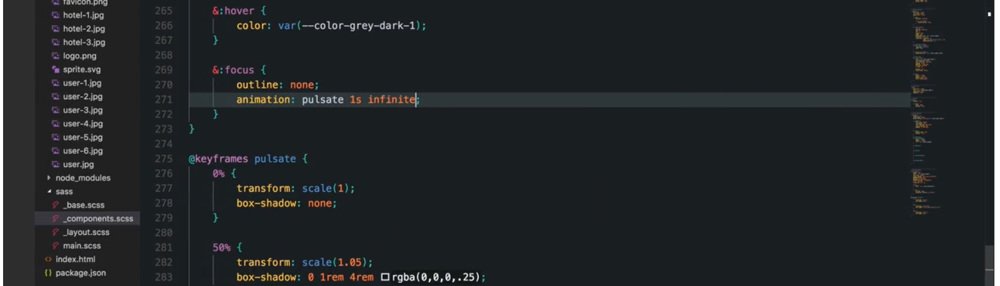 favicon.png
hotel-1.jpg
hotel-2.jpg
hotel-3.jpg
logo.png
sprite.svg
user-1.jpg
user-2.jpg
user-3.jpg
user-4.jpg
user-5.jpg
user-6.jpg
user.jpg
node_modules
sass
_base.scss
_components.scss
_layout.scss
main.scss
index.html
package.json
265 &:hover {
266 color: var(--color-grey-dark-1);
267 }
268
269 &:focus {
270 outline: none;
271 animation: pulsate 1s infinite;
272 }
273 }
274
275 @keyframes pulsate {
276 0% {
277 transform: scale(1);
278 box-shadow: none;
279 }
280
281 50% {
282 transform: scale(1.05);
283 box-shadow: 0 1rem 4rem rgba(0,0,0,.25);